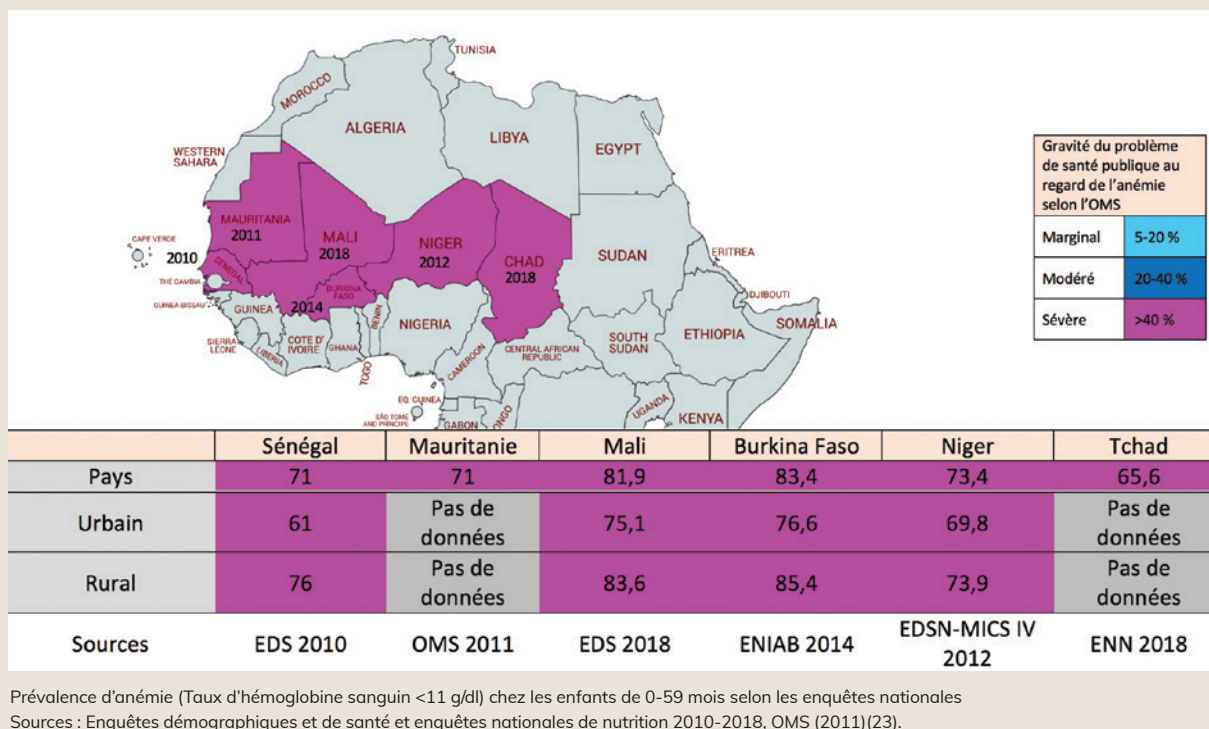 TUNISIA
MOROCCO
ALGERIA
LIBYA
EGYPT
WESTERN
SAHARA
MAURITANIA
2011
MALI
2018
NIGER
2012
CHAD
2018
SUDAN
ERITREA
CAPE VERDE
2010
SENEGAL
THE GAMBIA
GUINEA-BISSAU
BURKINA
FASO
2014
DJIBOUTI
GUINEA
SIERRA
LEONE
LIBERIA
COTE D'
IVOIRE
GHANA
TOGO
BENIN
NIGERIA
CAMEROON
CENTRAL AFRICAN
REPUBLIC
SOUTH
SUDAN
ETHIOPIA
SOMALIA
EQ. GUINEA
SÃO TOME
AND PRINCIPE
GABON
ONGO
UGANDA
KENYA
Gravité du problème
de santé publique au
regard de l'anémie
selon l'OMS
Marginal 5-20 %
Modéré 20-40 %
Sévère >40 %
Sénégal Mauritanie Mali Burkina Faso Niger Tchad
Pays 71 71 81,9 83,4 73,4 65,6
Urbain 61 Pas de données 75,1 76,6 69,8 Pas de données
Rural 76 Pas de données 83,6 85,4 73,9 Pas de données
Sources EDS 2010 OMS 2011 EDS 2018 ENIAB 2014 EDSN-MICS IV 2012 ENN 2018
Prévalence d'anémie (Taux d'hémoglobine sanguin <11 g/dl) chez les enfants de 0-59 mois selon les enquêtes nationales
Sources : Enquêtes démographiques et de santé et enquêtes nationales de nutrition 2010-2018, OMS (2011)(23).